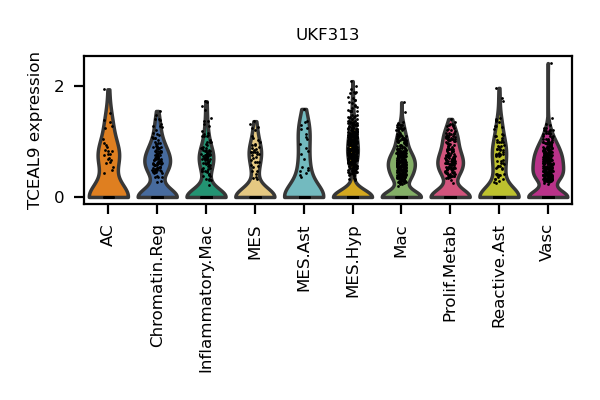 UKF313
TCEAL9 expression
2
0
AC
Chromatin.Reg
Inflammatory.Mac
MES
MES.Ast
MES.Hyp
Mac
Prolif.Metab
Reactive.Ast
Vasc